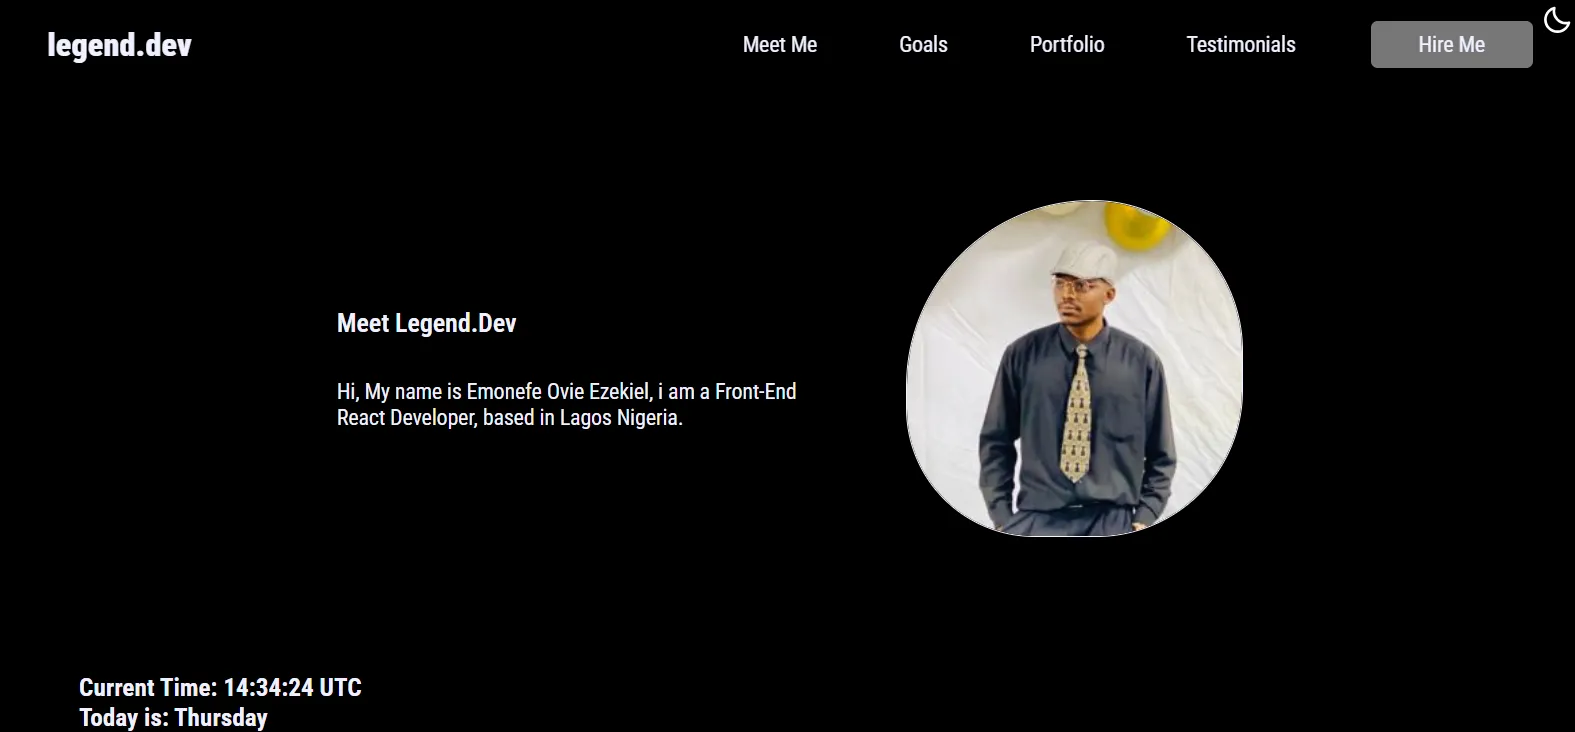 legend.dev
Meet Me
Goals
Portfolio
Testimonials
Hire Me
Meet Legend.Dev
Hi, My name is Emonefe Ovie Ezekiel, i am a Front-End
React Developer, based in Lagos Nigeria.
Current Time: 14:34:24 UTC
Today is: Thursday